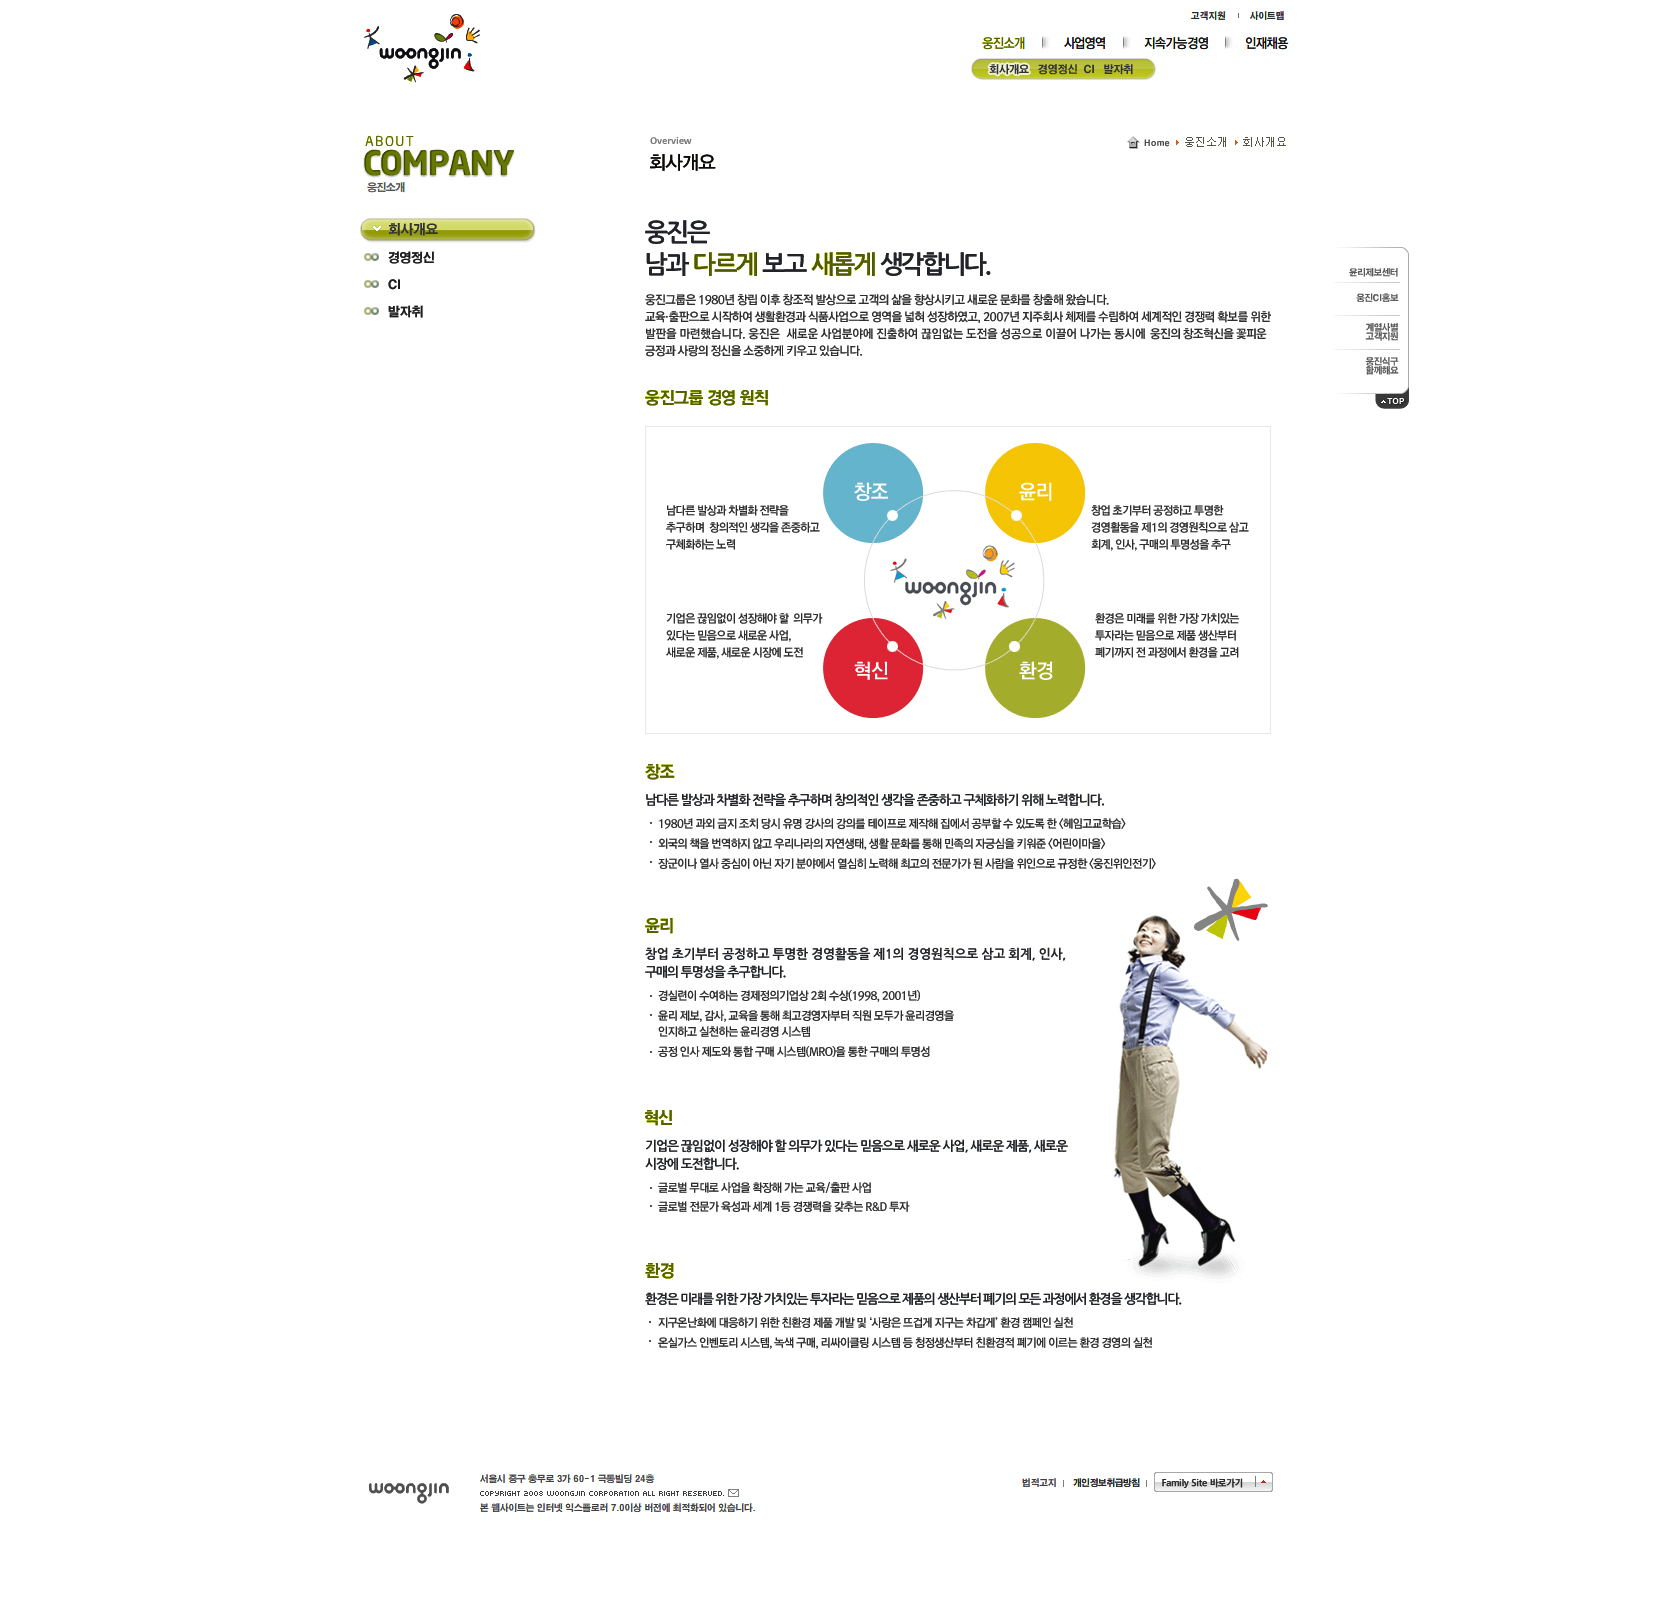 woongjin
고객지원
사이트맵
웅진소개
사업영역
지속가능경영
인재채용
회사개요 경영정신 CI 발자취
ABOUT
COMPANY
웅진소개
회사개요
경영정신
CI
발자취
Overview
회사개요
Home 웅진소개 회사개요
웅진은
남과 다르게 보고 새롭게 생각합니다.
웅진그룹은 1980년 창립 이후 창조적 발상으로 고객의 삶을 향상시키고 새로운 문화를 창출해 왔습니다.
교육·출판으로 시작하여 생활환경과 식품사업으로 영역을 넓혀 성장하였고, 2007년 지주회사 체제를 수립하여 세계적인 경쟁력 확보를 위한
발판을 마련했습니다. 웅진은 새로운 사업분야에 진출하여 끊임없는 도전을 성공으로 이끌어 나가는 동시에 웅진의 창조혁신을 꽃피운
긍정과 사랑의 정신을 소중하게 키우고 있습니다.
윤리제보센터
웅진CI홍보
계열사별
고객지원
웅진식구
함께해요
TOP
웅진그룹 경영 원칙
창조
남다른 발상과 차별화 전략을
추구하며 창의적인 생각을 존중하고
구체화하는 노력
윤리
창업 초기부터 공정하고 투명한
경영활동을 제1의 경영원칙으로 삼고
회계, 인사, 구매의 투명성을 추구
woongjin
기업은 끊임없이 성장해야 할 의무가
있다는 믿음으로 새로운 사업,
새로운 제품, 새로운 시장에 도전
혁신
환경
환경은 미래를 위한 가장 가치있는
투자라는 믿음으로 제품 생산부터
폐기까지 전 과정에서 환경을 고려
창조
남다른 발상과 차별화 전략을 추구하며 창의적인 생각을 존중하고 구체화하기 위해 노력합니다.
· 1980년 과외 금지 조치 당시 유명 강사의 강의를 테이프로 제작해 집에서 공부할 수 있도록 한 <헤임고교학습>
· 외국의 책을 번역하지 않고 우리나라의 자연생태, 생활 문화를 통해 민족의 자긍심을 키워준 <어린이마을>
· 장군이나 열사 중심이 아닌 자기 분야에서 열심히 노력해 최고의 전문가가 된 사람을 위인으로 규정한 <웅진위인전기>
윤리
창업 초기부터 공정하고 투명한 경영활동을 제1의 경영원칙으로 삼고 회계, 인사,
구매의 투명성을 추구합니다.
· 경실련이 수여하는 경제정의기업상 2회 수상(1998, 2001년)
· 윤리 제보, 감사, 교육을 통해 최고경영자부터 직원 모두가 윤리경영을
인지하고 실천하는 윤리경영 시스템
· 공정 인사 제도와 통합 구매 시스템(MRO)을 통한 구매의 투명성
혁신
기업은 끊임없이 성장해야 할 의무가 있다는 믿음으로 새로운 사업, 새로운 제품, 새로운
시장에 도전합니다.
· 글로벌 무대로 사업을 확장해 가는 교육/출판 사업
· 글로벌 전문가 육성과 세계 1등 경쟁력을 갖추는 R&D 투자
환경
환경은 미래를 위한 가장 가치있는 투자라는 믿음으로 제품의 생산부터 폐기의 모든 과정에서 환경을 생각합니다.
· 지구온난화에 대응하기 위한 친환경 제품 개발 및 ‘사랑은 뜨겁게 지구는 차갑게’ 환경 캠페인 실천
· 온실가스 인벤토리 시스템, 녹색 구매, 리싸이클링 시스템 등 청정생산부터 친환경적 폐기에 이르는 환경 경영의 실천
woongjin
서울시 중구 충무로 3가 60-1 극동빌딩 24층
COPYRIGHT 2008 WOONGJIN CORPORATION ALL RIGHT RESERVED.
본 웹사이트는 인터넷 익스플로러 7.0이상 버전에 최적화되어 있습니다.
법적고지
개인정보취급방침
Family Site 바로가기